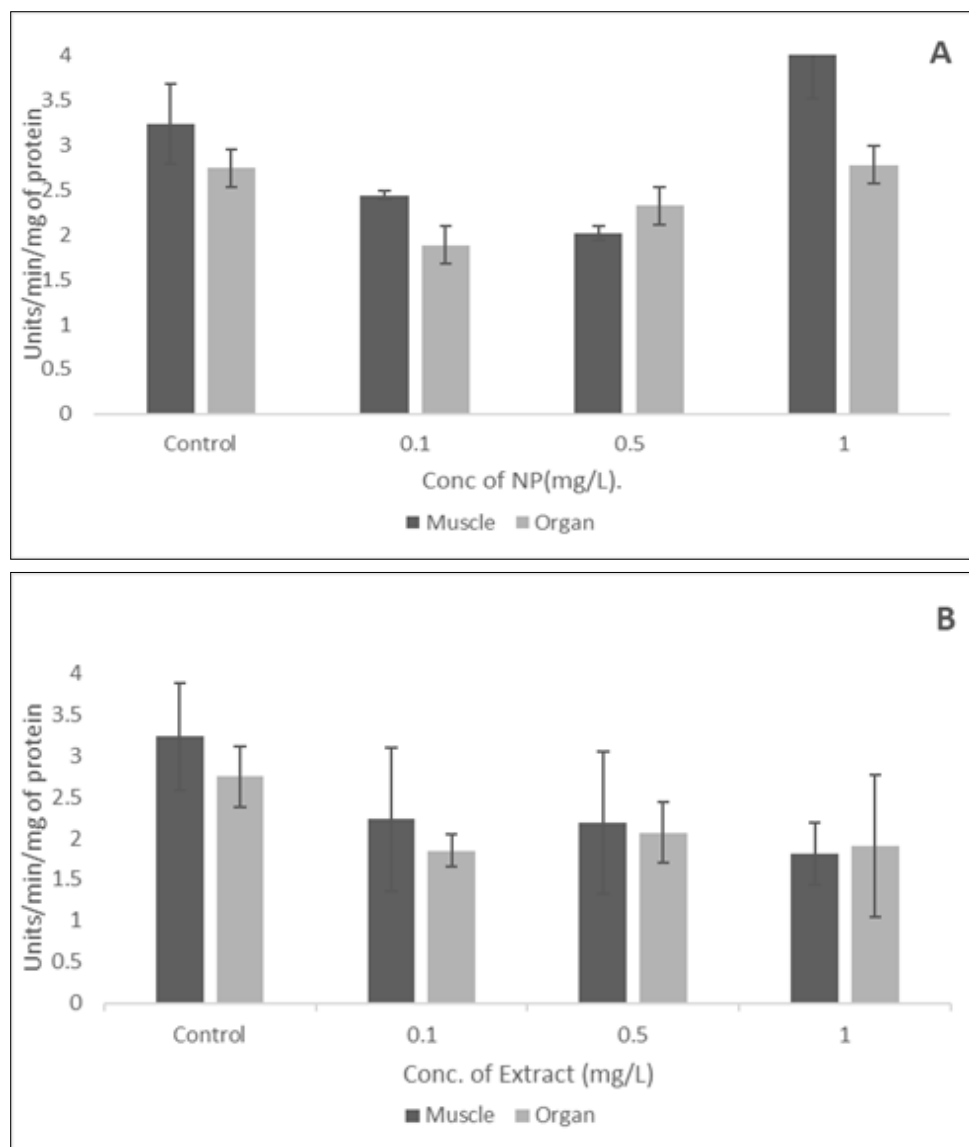 A
Units/min/mg of protein
4
3.5
3
2.5
2
1.5
1
0.5
0
Control 0.1 0.5 1
Conc of NP(mg/L).
Muscle Organ
B
Units/min/mg of protein
4
3.5
3
2.5
2
1.5
1
0.5
0
Control 0.1 0.5 1
Conc. of Extract (mg/L)
Muscle Organ